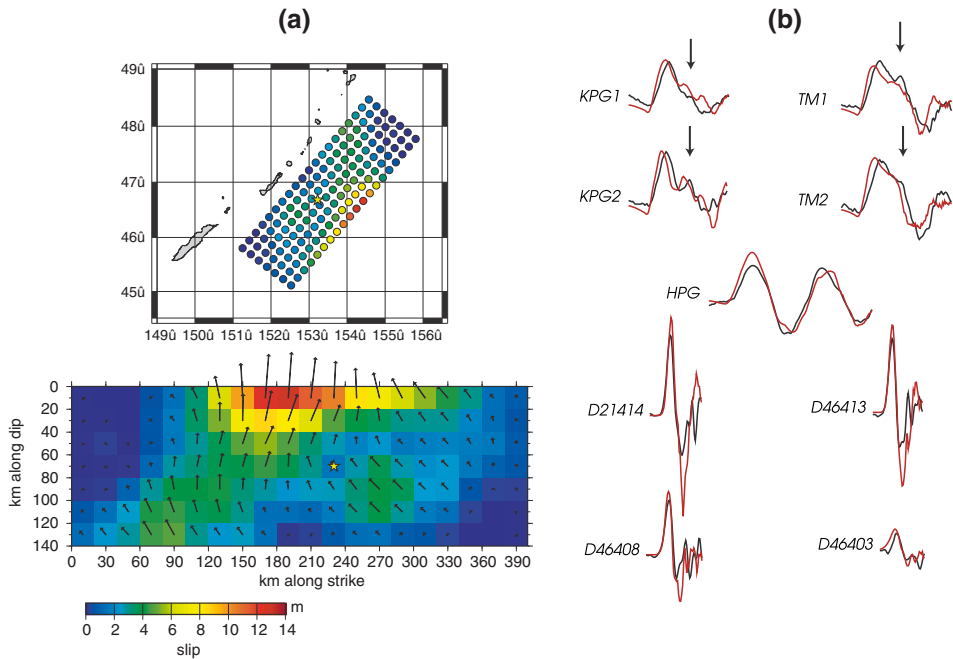 (a)
(b)
49û
48û
47û
46û
45û
149û 150û 151û 152û 153û 154û 155û 156û
km along dip
0
20
40
60
80
100
120
140
0 30 60 90 120 150 180 210 240 270 300 330 360 390
km along strike
0 2 4 6 8 10 12 14 m
slip
KPG1
TM1
KPG2
TM2
HPG
D21414
D46413
D46408
D46403